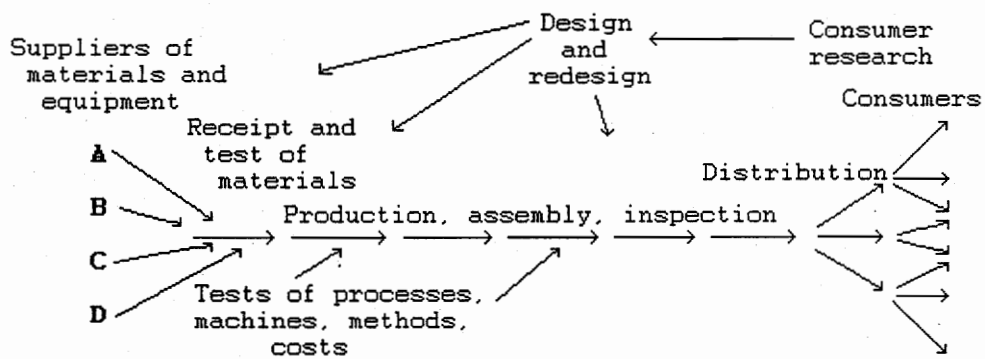 Suppliers of
materials and
equipment
Design
and
redesign
Consumer
research
Consumers
Receipt and
test of
materials
A
B
C
D
Distribution
Production, assembly, inspection
Tests of processes,
machines, methods,
costs